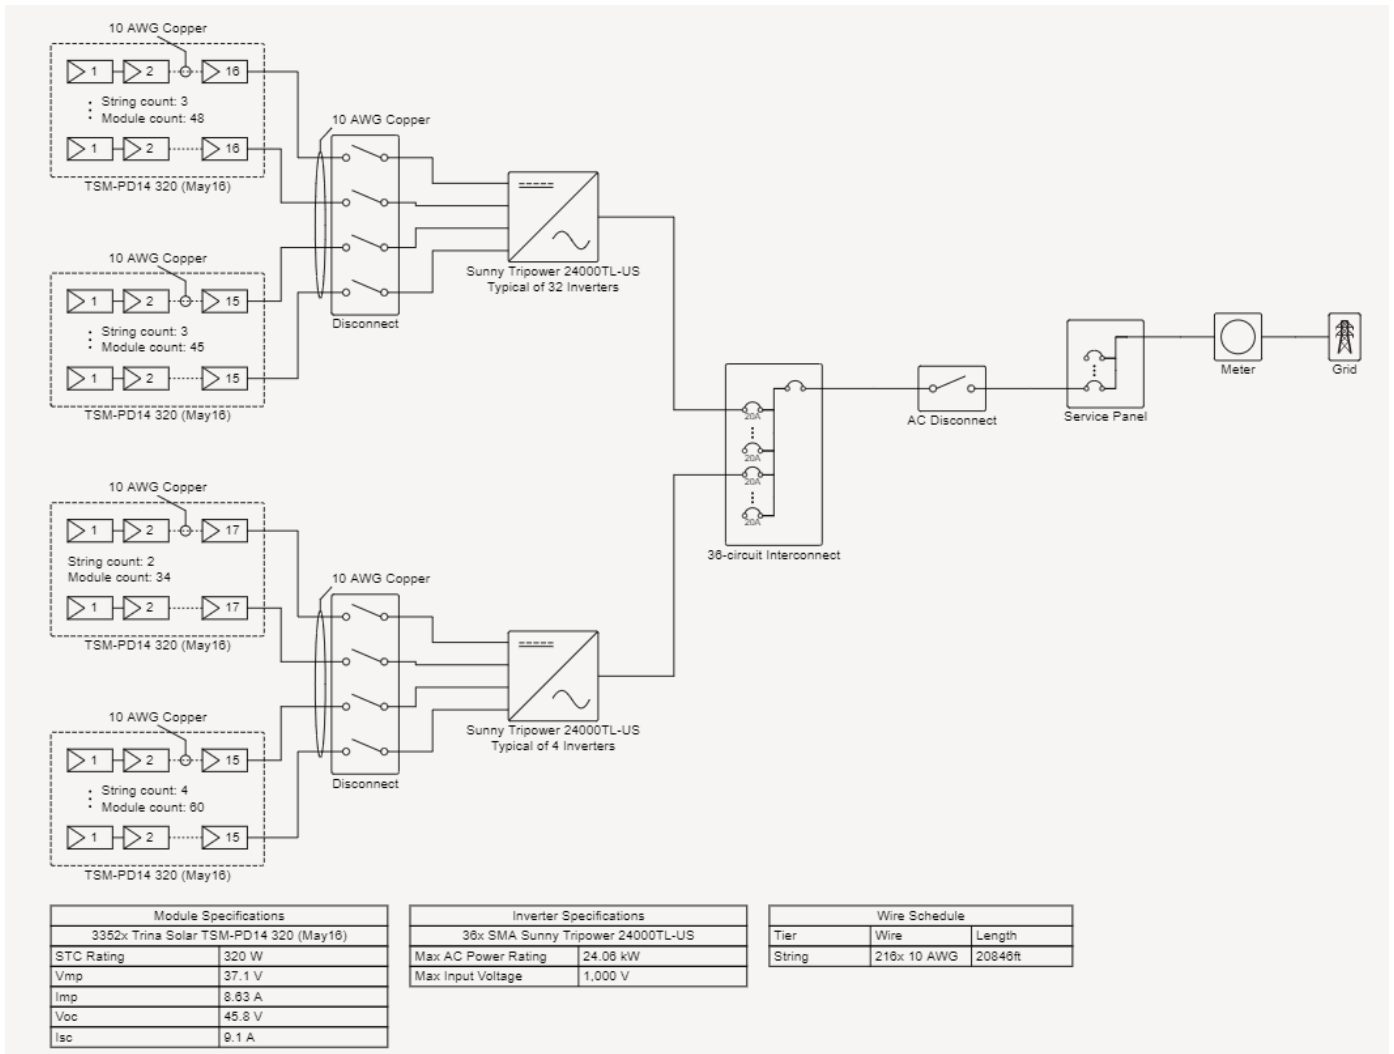 10 AWG Copper
1 2 16
String count: 3
Module count: 48
1 2 16
TSM-PD14 320 (May16)
10 AWG Copper
10 AWG Copper
1 2 15
String count: 3
Module count: 45
1 2 15
TSM-PD14 320 (May16)
Disconnect
Sunny Tripower 24000TL-US
Typical of 32 Inverters
10 AWG Copper
1 2 17
String count: 2
Module count: 34
1 2 17
TSM-PD14 320 (May16)
10 AWG Copper
10 AWG Copper
1 2 15
String count: 4
Module count: 60
1 2 15
TSM-PD14 320 (May16)
Disconnect
Sunny Tripower 24000TL-US
Typical of 4 Inverters
20A
20A
20A
20A
36-circuit Interconnect
AC Disconnect
Service Panel
Meter
Grid
Module Specifications
3352x Trina Solar TSM-PD14 320 (May16)
STC Rating 320 W
Vmp 37.1 V
Imp 8.63 A
Voc 45.8 V
Isc 9.1 A
Inverter Specifications
36x SMA Sunny Tripower 24000TL-US
Max AC Power Rating 24.06 kW
Max Input Voltage 1,000 V
Wire Schedule
Tier Wire Length
String 216x 10 AWG 20846ft